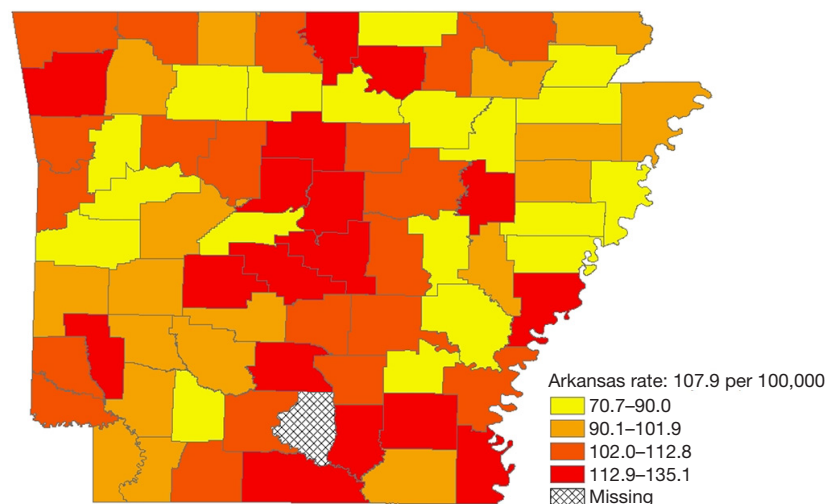 Arkansas rate: 107.9 per 100,000
70.7–90.0
90.1–101.9
102.0–112.8
112.9–135.1
Missing